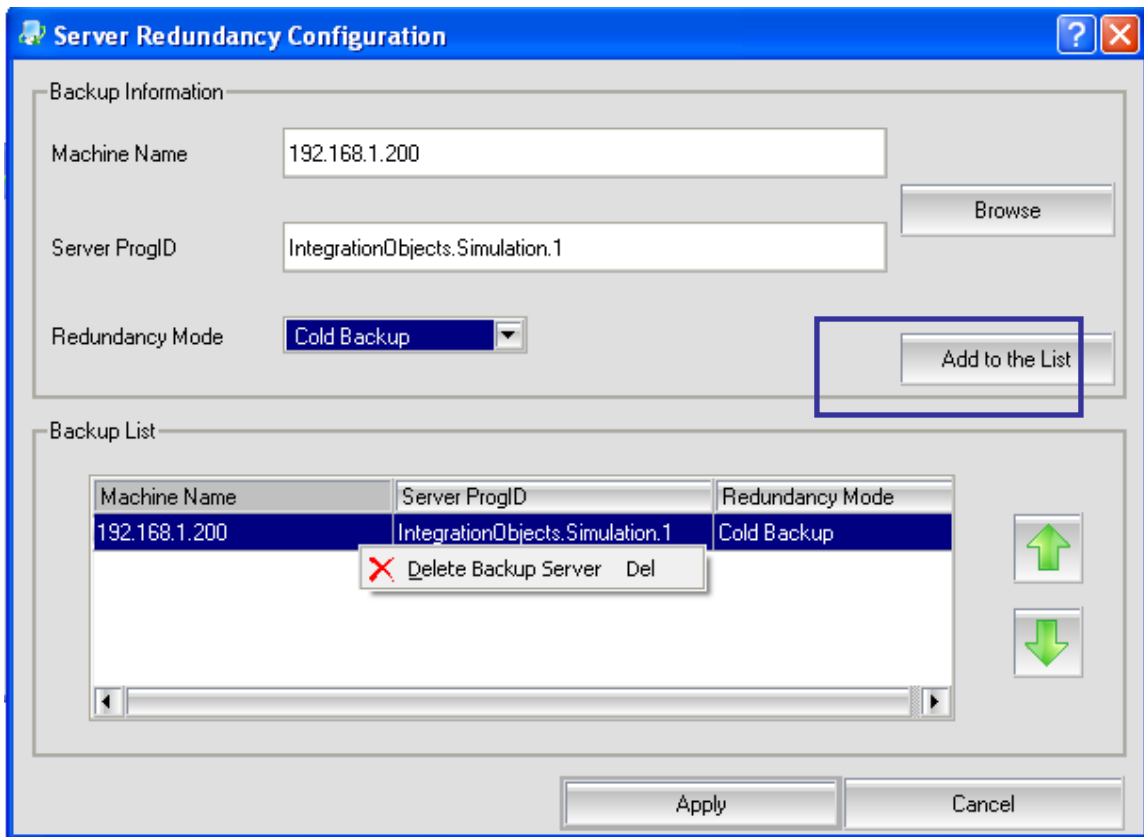 Server Redundancy Configuration
Backup Information
Machine Name 192.168.1.200
Browse
Server ProgID IntegrationObjects.Simulation.1
Redundancy Mode Cold Backup
Add to the List
Backup List
Machine Name Server ProgID Redundancy Mode
192.168.1.200 IntegrationObjects.Simulation.1 Cold Backup
Delete Backup Server Del
Apply Cancel